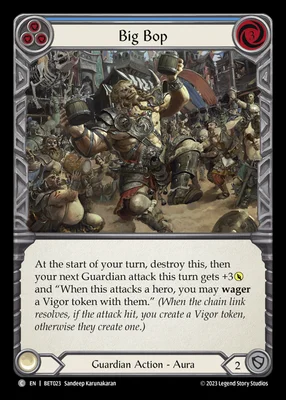 Big Bop
3
At the start of your turn, destroy this, then
your next Guardian attack this turn gets +3
and “When this attacks a hero, you may wager
a Vigor token with them.” (When the chain link
resolves, if the attack hit, you create a Vigor token,
otherwise they create one.)
Guardian Action - Aura
2
C EN | BET023 Sandeep Karunakaran
© 2023 Legend Story Studios